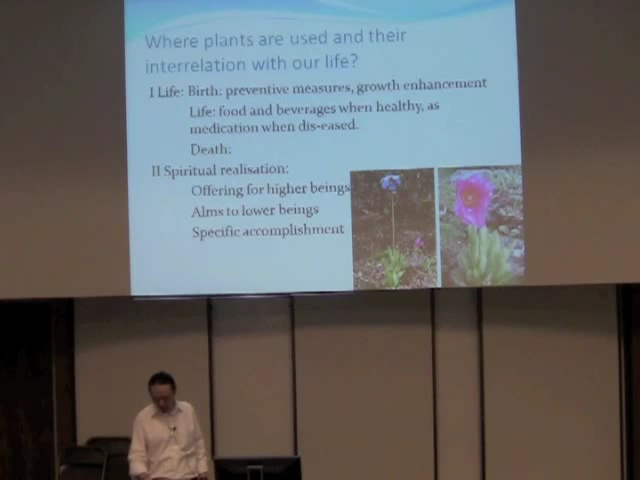 Where plants are used and their
interrelation with our life?
I Life: Birth: preventive measures, growth enhancement
Life: food and beverages when healthy, as
medication when dis-eased.
Death:
II Spiritual realisation:
Offering for higher beings
Alms to lower beings
Specific accomplishment